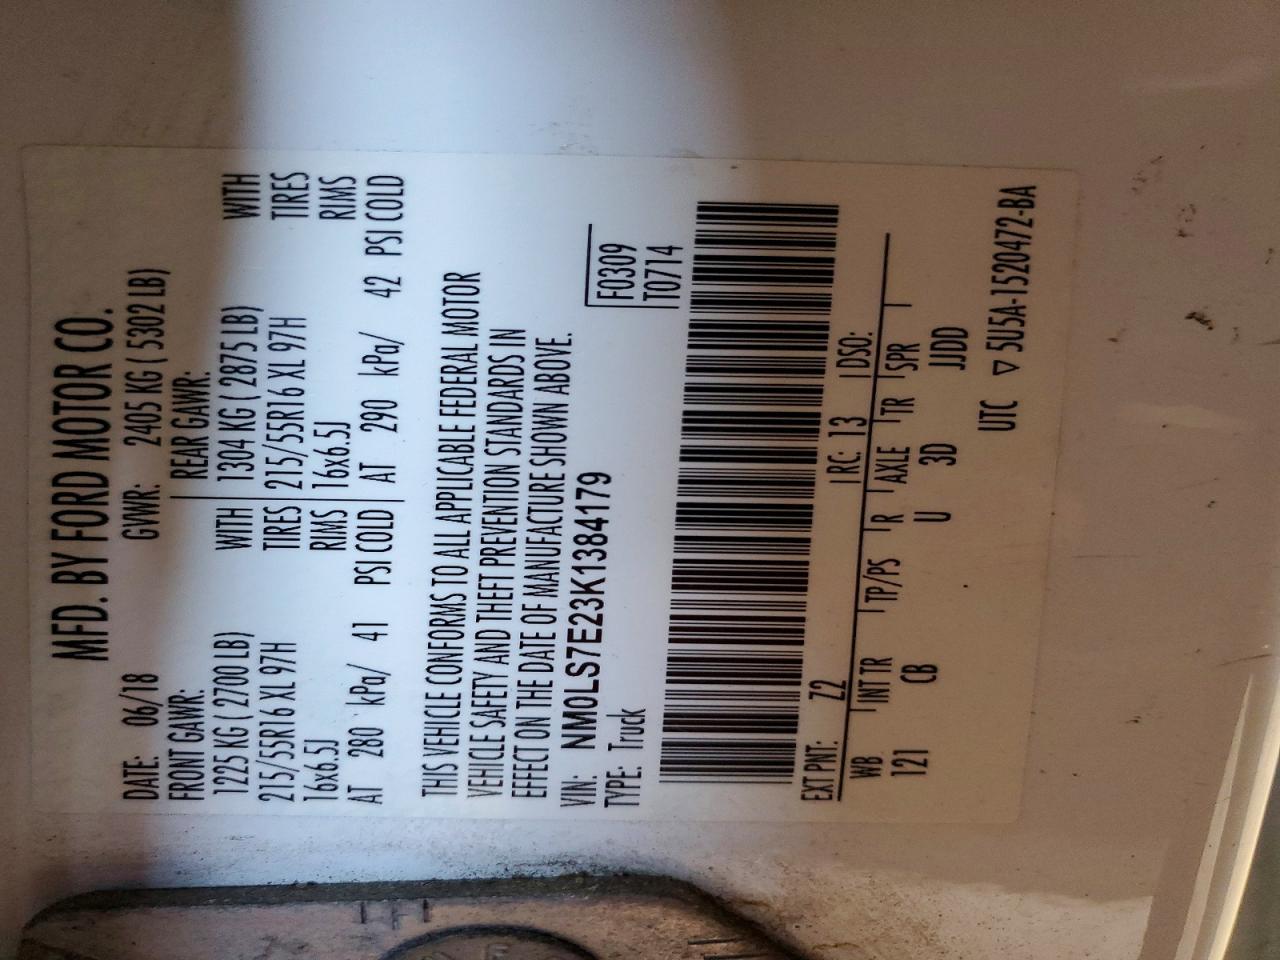 MFD. BY FORD MOTOR CO.
DATE: 06/18 GVWR: 2405 KG ( 5302 LB)
FRONT GAWR: REAR GAWR:
1225 KG ( 2700 LB) WITH 1304 KG ( 2875 LB) WITH
215/55R16 XL 97H TIRES 215/55R16 XL 97H TIRES
16x6.5J RIMS 16x6.5J RIMS
AT 280 kPa/ 41 PSI COLD AT 290 kPa/ 42 PSI COLD
THIS VEHICLE CONFORMS TO ALL APPLICABLE FEDERAL MOTOR
VEHICLE SAFETY AND THEFT PREVENTION STANDARDS IN
EFFECT ON THE DATE OF MANUFACTURE SHOWN ABOVE.
VIN: NM0LS7E23K1384179
TYPE: Truck
F0309
T0714
EXT PNT: Z2 RC: 13 DSO:
WB INT TR TP/PS R AXLE TR SPR
121 CB U 3D JJDD
UTC ▽ 5U5A-1520472-BA